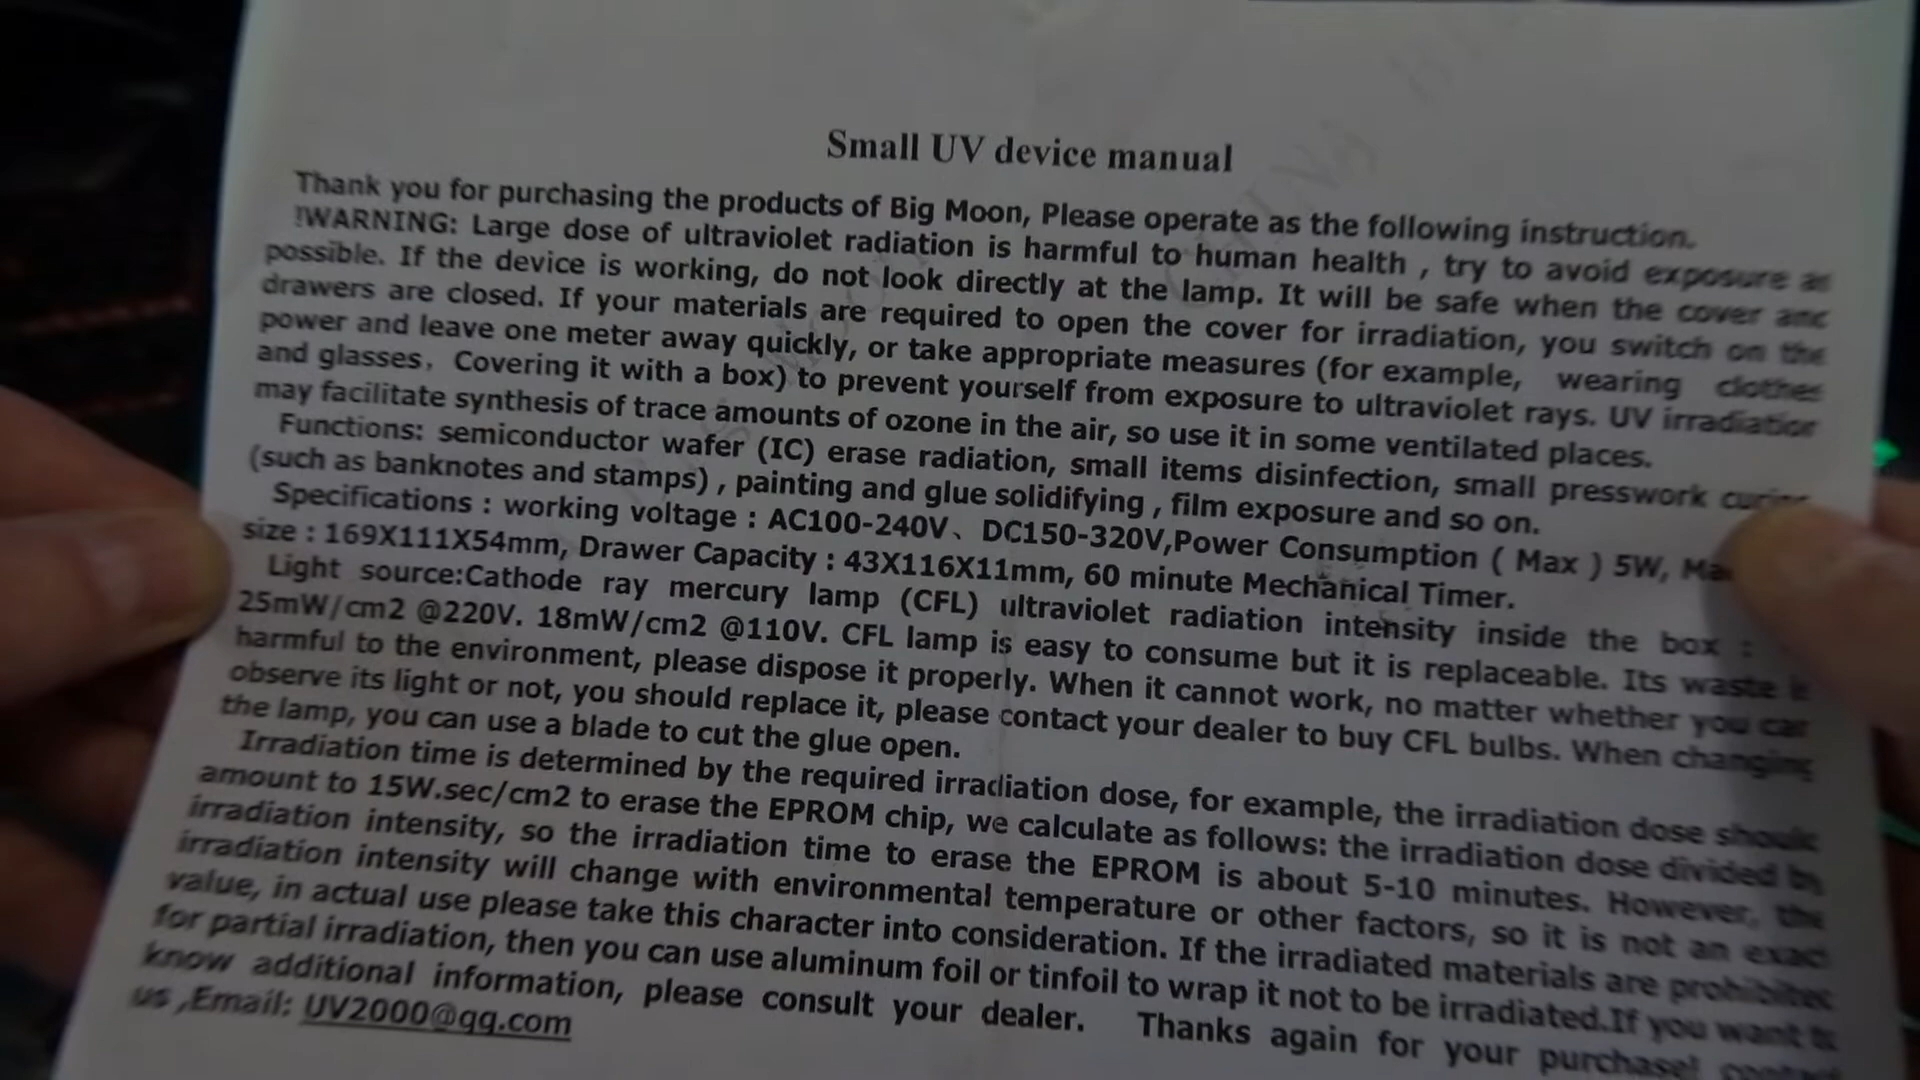 Small UV device manual
Thank you for purchasing the products of Big Moon, Please operate as the following instruction.
!WARNING: Large dose of ultraviolet radiation is harmful to human health , try to avoid exposure as
possible. If the device is working, do not look directly at the lamp. It will be safe when the cover and
drawers are closed. If your materials are required to open the cover for irradiation, you switch on the
power and leave one meter away quickly, or take appropriate measures (for example, wearing clothes
and glasses, Covering it with a box) to prevent yourself from exposure to ultraviolet rays. UV irradiation
may facilitate synthesis of trace amounts of ozone in the air, so use it in some ventilated places.
Functions: semiconductor wafer (IC) erase radiation, small items disinfection, small presswork curing
(such as banknotes and stamps) , painting and glue solidifying , film exposure and so on.
Specifications : working voltage : AC100-240V、 DC150-320V,Power Consumption ( Max ) 5W,
size : 169X111X54mm, Drawer Capacity : 43X116X11mm, 60 minute Mechanical Timer.
Light source:Cathode ray mercury lamp (CFL) ultraviolet radiation intensity inside the box :
25mW/cm2 @220V. 18mW/cm2 @110V. CFL lamp is easy to consume but it is replaceable. Its waste is
harmful to the environment, please dispose it properly. When it cannot work, no matter whether you can
observe its light or not, you should replace it, please contact your dealer to buy CFL bulbs. When changing
the lamp, you can use a blade to cut the glue open.
Irradiation time is determined by the required irradiation dose, for example, the irradiation dose should
amount to 15W.sec/cm2 to erase the EPROM chip, we calculate as follows: the irradiation dose divided by
irradiation intensity, so the irradiation time to erase the EPROM is about 5-10 minutes. However, the
irradiation intensity will change with environmental temperature or other factors, so it is not an exact
value, in actual use please take this character into consideration. If the irradiated materials are prohibited
for partial irradiation, then you can use aluminum foil or tinfoil to wrap it not to be irradiated.If you want to
know additional information, please consult your dealer. Thanks again for your purchase! contact
us ,Email: UV2000@qq.com